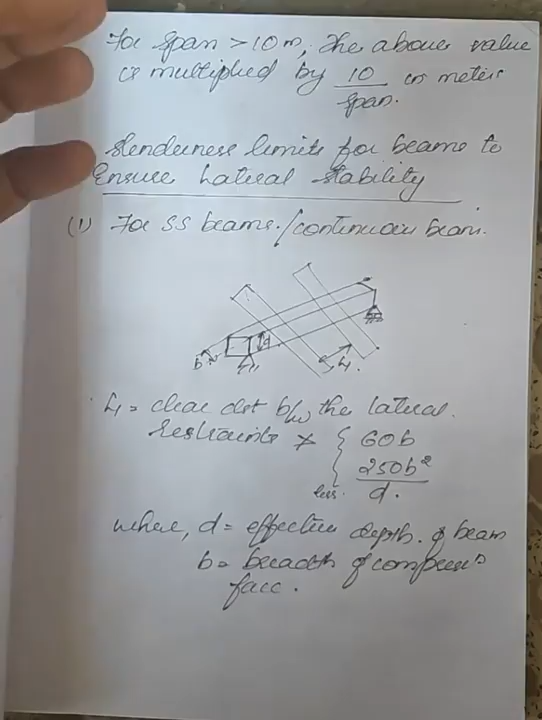 For span > 10 m, the above value
is multiplied by 10/span in meter
Slenderness limits for beams to
Ensure Lateral Stability
(1) For SS beams./continuous beam.
b
d
L1
L1 = clear dist b/w the lateral
restraints ≯ { 60b
250b²/d.
less.
where, d = effective depth of beam
b = breadth of compress n
face.